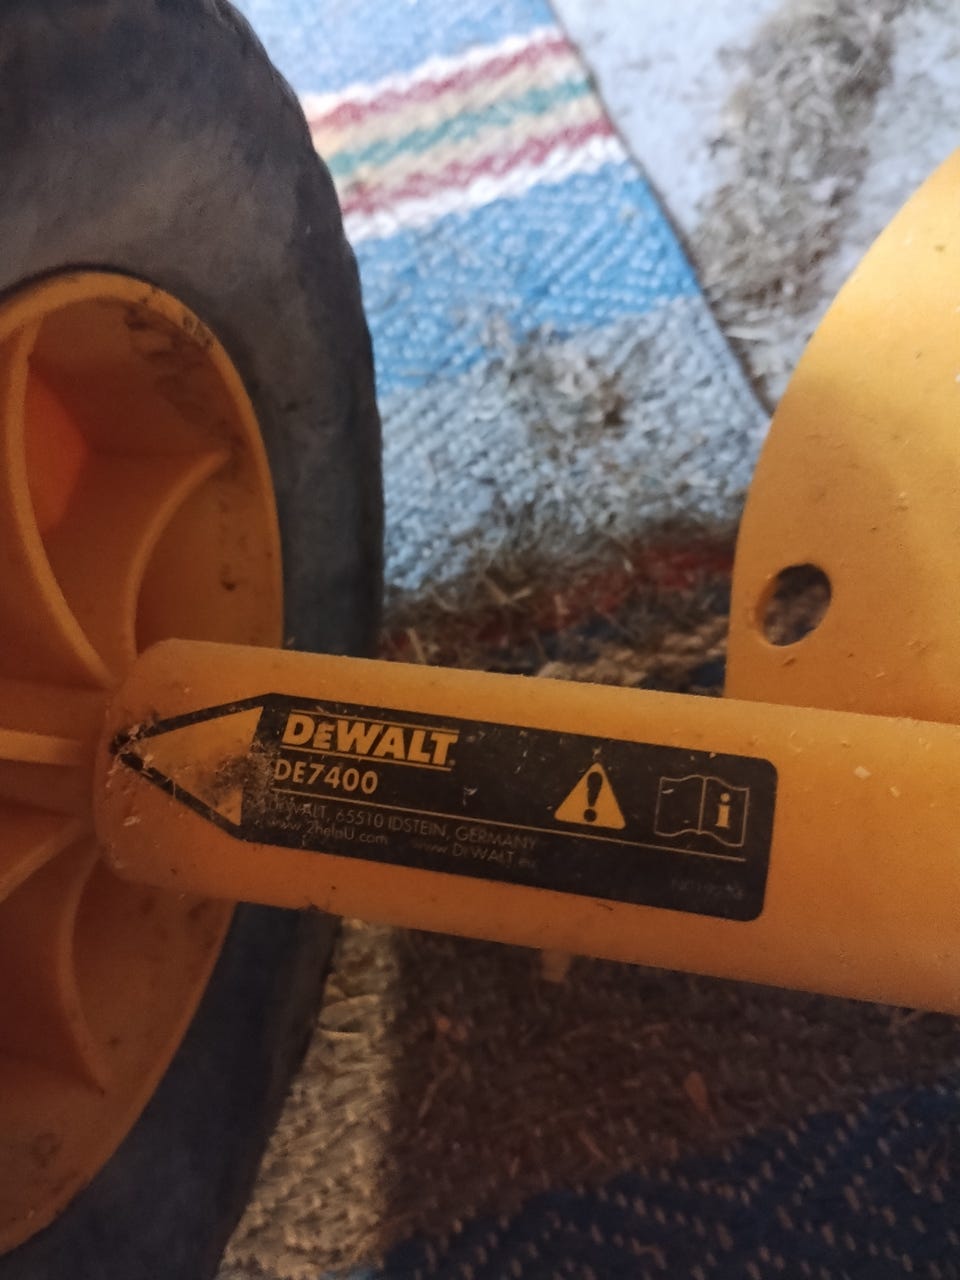 DEWALT
DE7400
DEWALT, 65510 IDSTEIN, GERMANY
www.2helpU.com www.DEWALT.eu
i